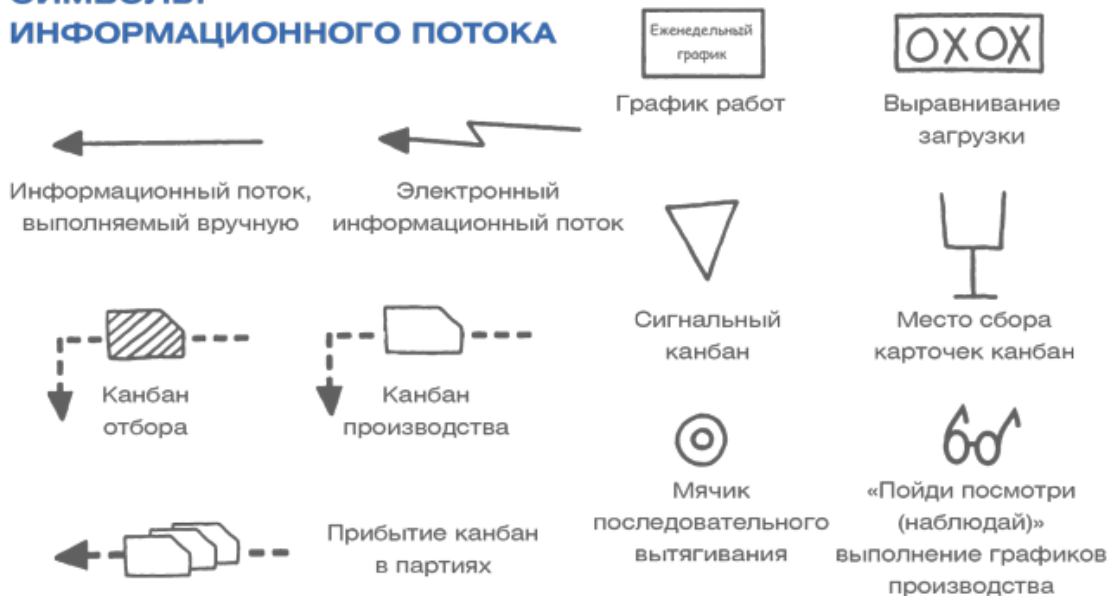 СИМВОЛЫ
ИНФОРМАЦИОННОГО ПОТОКА
Еженедельный
график
График работ
OXOX
Выравнивание
загрузки
Информационный поток,
выполняемый вручную
Электронный
информационный поток
Сигнальный
канбан
Место сбора
карточек канбан
Канбан
отбора
Канбан
производства
Мячик
последовательного
вытягивания
«Пойди посмотри
(наблюдай)»
выполнение графиков
производства
Прибытие канбан
в партиях